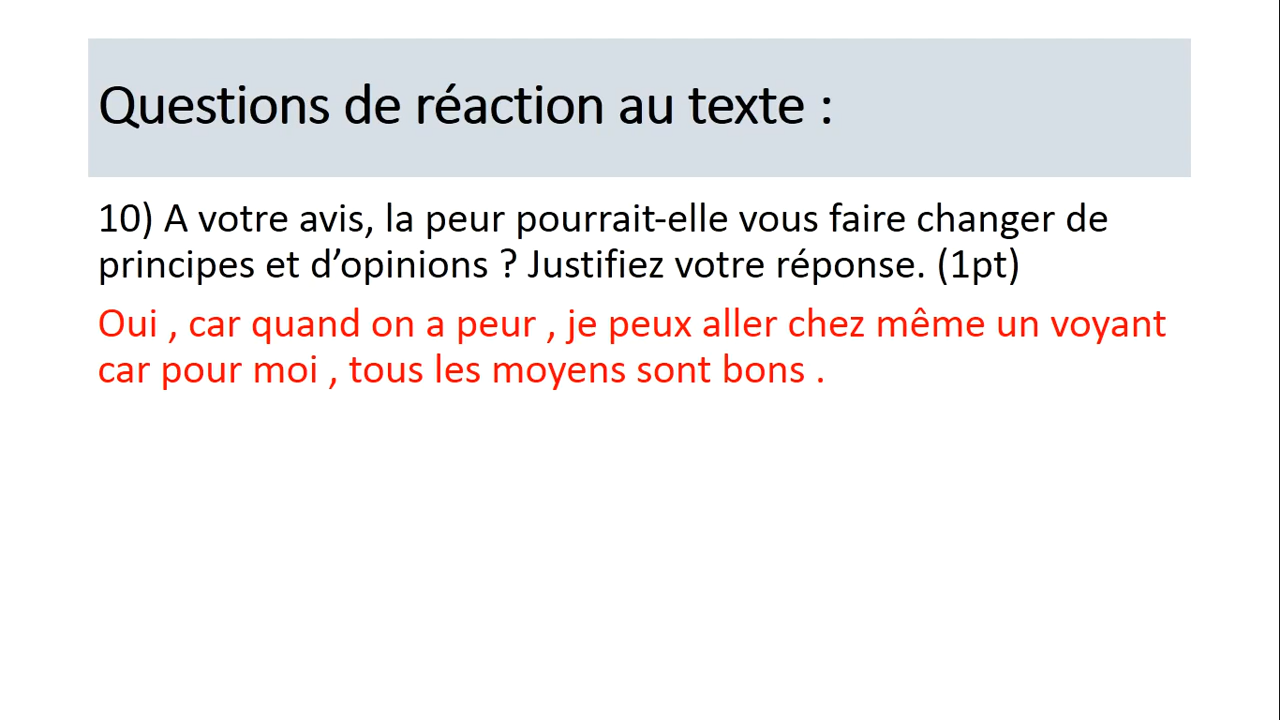 Questions de réaction au texte :
10) A votre avis, la peur pourrait-elle vous faire changer de
principes et d’opinions ? Justifiez votre réponse. (1pt)
Oui , car quand on a peur , je peux aller chez même un voyant
car pour moi , tous les moyens sont bons .